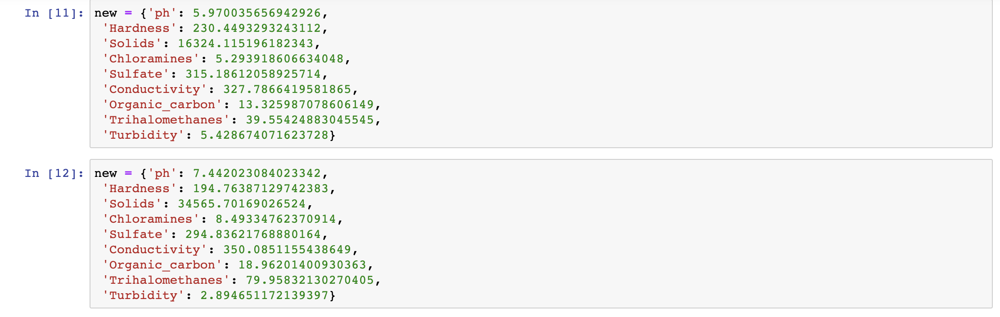 In [11]: new = {'ph': 5.970035656942926,
'Hardness': 230.4493293243112,
'Solids': 16324.115196182343,
'Chloramines': 5.293918606634048,
'Sulfate': 315.18612058925714,
'Conductivity': 327.7866419581865,
'Organic_carbon': 13.325987078606149,
'Trihalomethanes': 39.55424883045545,
'Turbidity': 5.428674071623728}
In [12]: new = {'ph': 7.442023084023342,
'Hardness': 194.76387129742383,
'Solids': 34565.70169026524,
'Chloramines': 8.49334762370914,
'Sulfate': 294.83621768880164,
'Conductivity': 350.0851155438649,
'Organic_carbon': 18.96201400930363,
'Trihalomethanes': 79.95832130270405,
'Turbidity': 2.894651172139397}